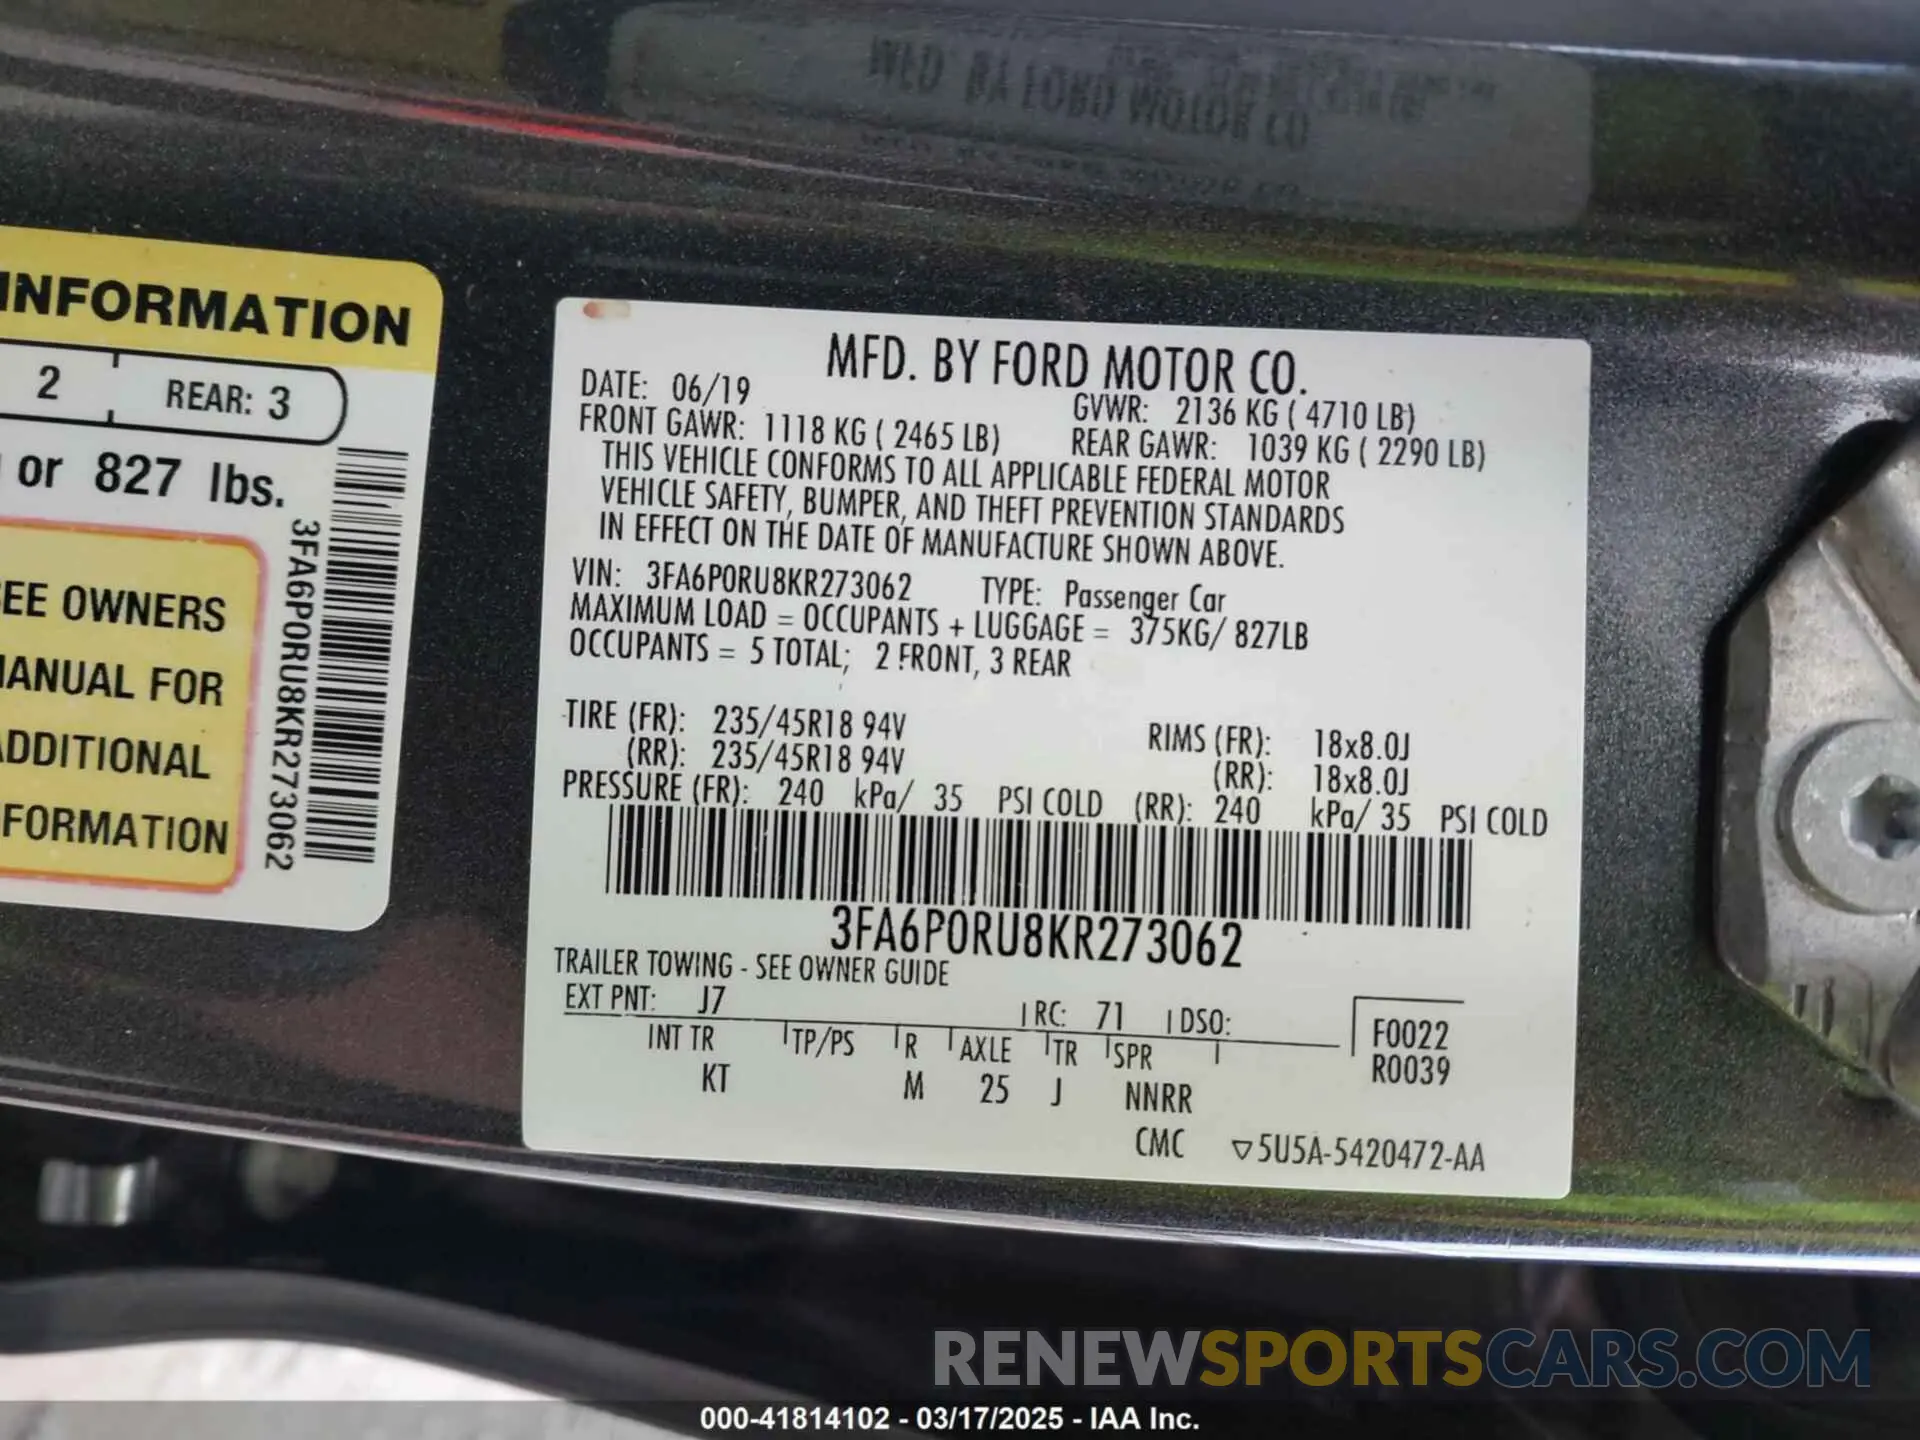 INFORMATION
2 REAR: 3
or 827 lbs.
3FA6P0RU8KR273062
SEE OWNERS
MANUAL FOR
ADDITIONAL
INFORMATION
MFD. BY FORD MOTOR CO.
DATE: 06/19 GVWR: 2136 KG ( 4710 LB)
FRONT GAWR: 1118 KG ( 2465 LB) REAR GAWR: 1039 KG ( 2290 LB)
THIS VEHICLE CONFORMS TO ALL APPLICABLE FEDERAL MOTOR
VEHICLE SAFETY, BUMPER, AND THEFT PREVENTION STANDARDS
IN EFFECT ON THE DATE OF MANUFACTURE SHOWN ABOVE.
VIN: 3FA6P0RU8KR273062 TYPE: Passenger Car
MAXIMUM LOAD = OCCUPANTS + LUGGAGE = 375KG/ 827LB
OCCUPANTS = 5 TOTAL; 2 FRONT, 3 REAR
TIRE (FR): 235/45R18 94V RIMS (FR): 18x8.0J
(RR): 235/45R18 94V (RR): 18x8.0J
PRESSURE (FR): 240 kPa/ 35 PSI COLD (RR): 240 kPa/ 35 PSI COLD
3FA6P0RU8KR273062
TRAILER TOWING - SEE OWNER GUIDE
EXT PNT: J7 RC: 71 DSO: F0022
INT TR TP/PS R AXLE TR SPR R0039
KT M 25 J NNRR
CMC ▽5U5A-5420472-AA
RENEWSPORTSCARS.COM
000-41814102 - 03/17/2025 - IAA Inc.